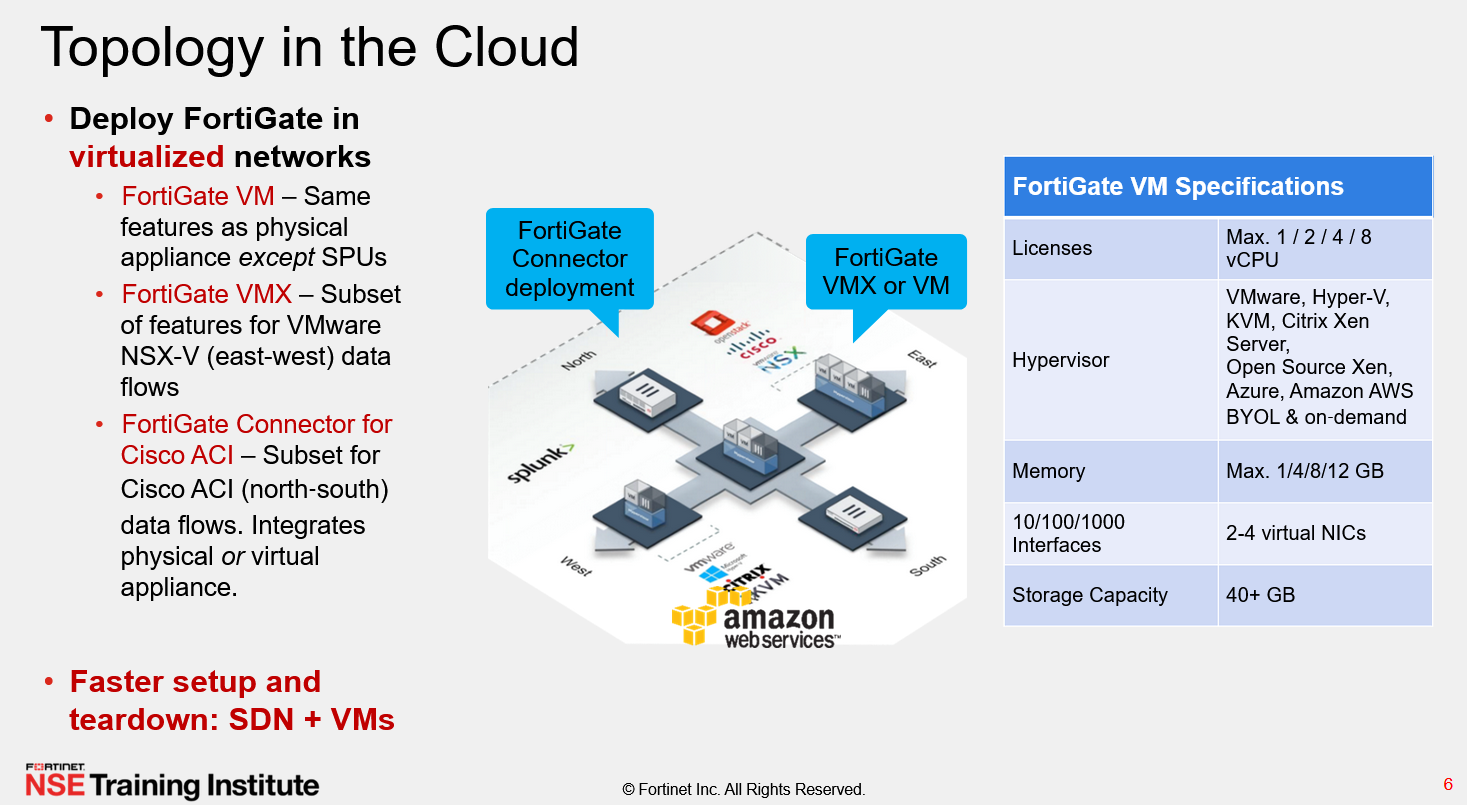 Topology in the Cloud
• Deploy FortiGate in
virtualized networks
• FortiGate VM – Same
features as physical
appliance except SPUs
• FortiGate VMX – Subset
of features for VMware
NSX-V (east-west) data
flows
• FortiGate Connector for
Cisco ACI – Subset for
Cisco ACI (north-south)
data flows. Integrates
physical or virtual
appliance.
• Faster setup and
teardown: SDN + VMs
FortiGate
Connector
deployment
FortiGate
VMX or VM
North
openstack
CISCO
NSX
East
splunk>
West
vmware
Microsoft
CITRIX
KVM
South
amazon
webservices™
FortiGate VM Specifications
Licenses
Max. 1 / 2 / 4 / 8
vCPU
Hypervisor
VMware, Hyper-V,
KVM, Citrix Xen
Server,
Open Source Xen,
Azure, Amazon AWS
BYOL & on-demand
Memory
Max. 1/4/8/12 GB
10/100/1000
Interfaces
2-4 virtual NICs
Storage Capacity
40+ GB
FORTINET
NSE Training Institute
© Fortinet Inc. All Rights Reserved.
6